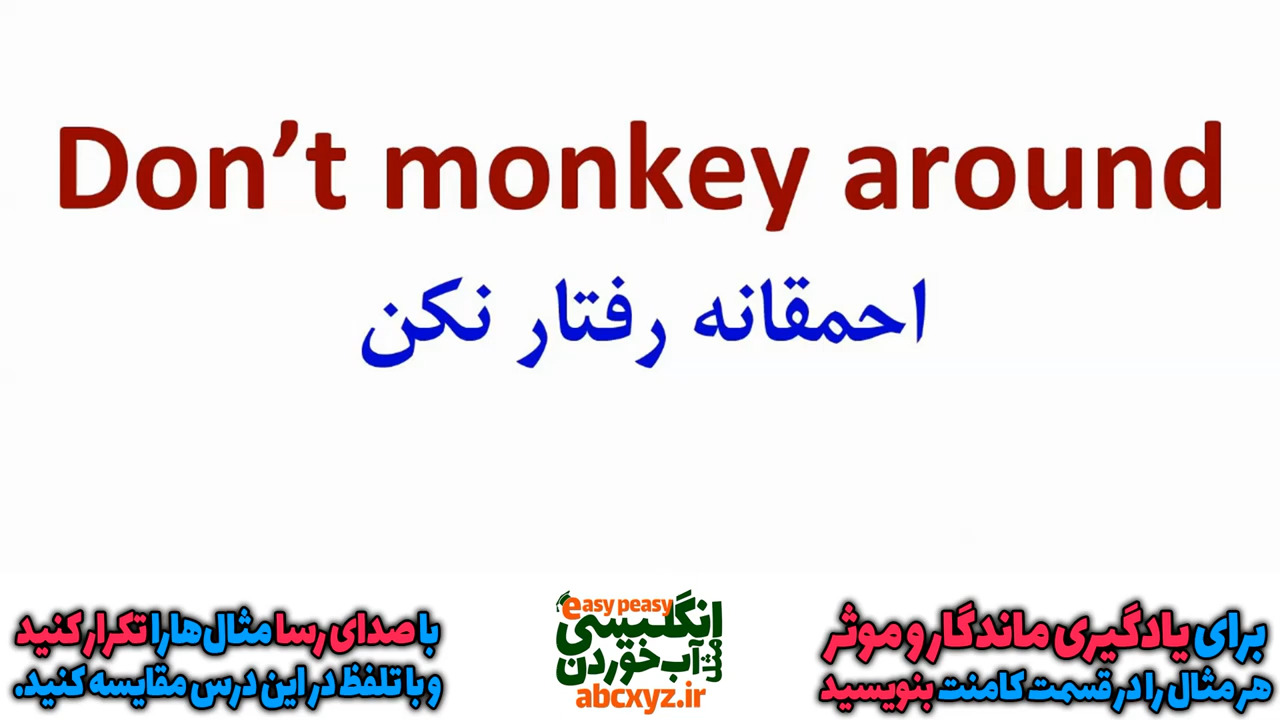 Don’t monkey around
احمقانه رفتار نکن
برای یادگیری ماندگار و موثر
هر مثال را در قسمت کامنت بنویسید
easy peasy
انگلیسی
مثل آب خوردن
abcxyz.ir
با صدای رسا مثال‌ها را تکرار کنید
و با تلفظ در این درس مقایسه کنید.